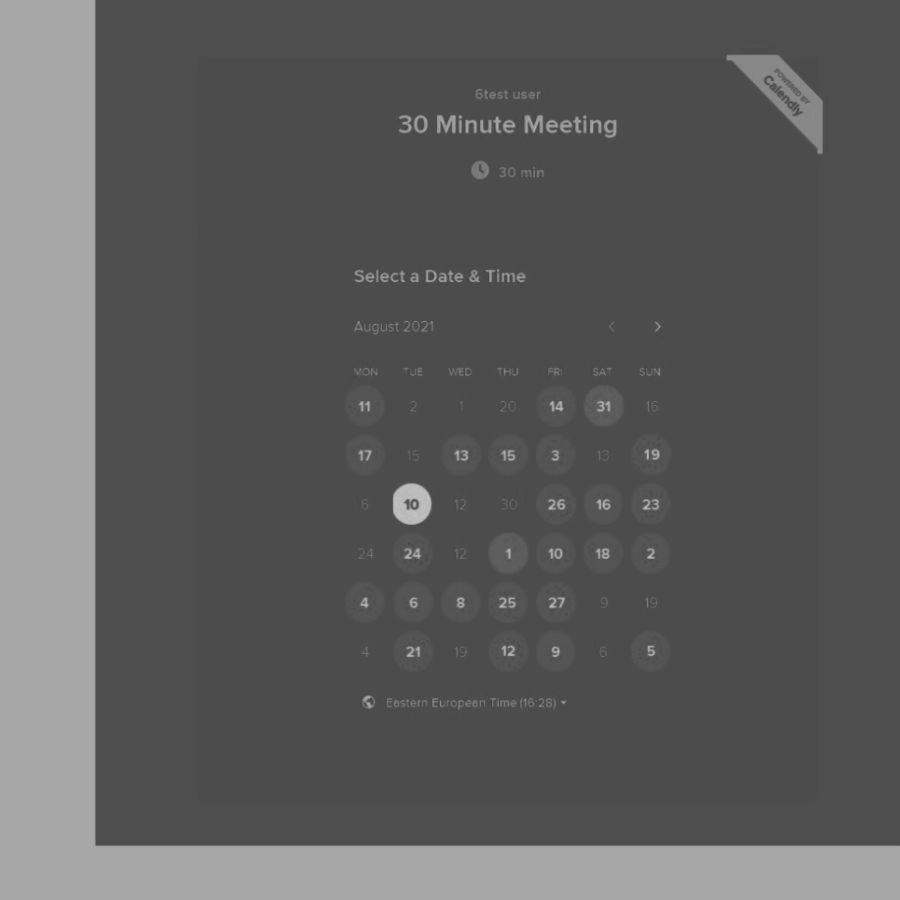 POWERED BY
Calendly
6test user
30 Minute Meeting
30 min
Select a Date & Time
August 2021
MON TUE WED THU FRI SAT SUN
11 2 1 20 14 31 16
17 15 13 15 3 13 19
6 10 12 30 26 16 23
24 24 12 1 10 18 2
4 6 8 25 27 9 19
4 21 19 12 9 6 5
Eastern European Time (16:28)